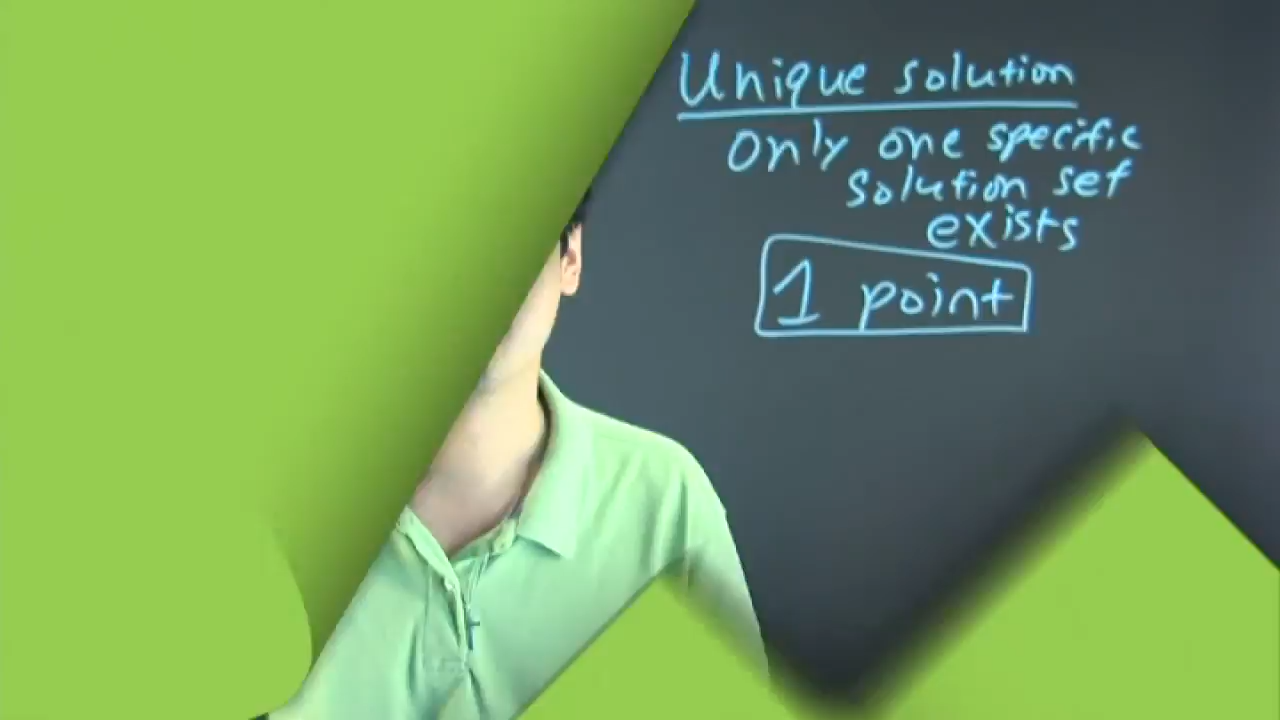 Unique solution
only one specific
solution set
exists
1 point